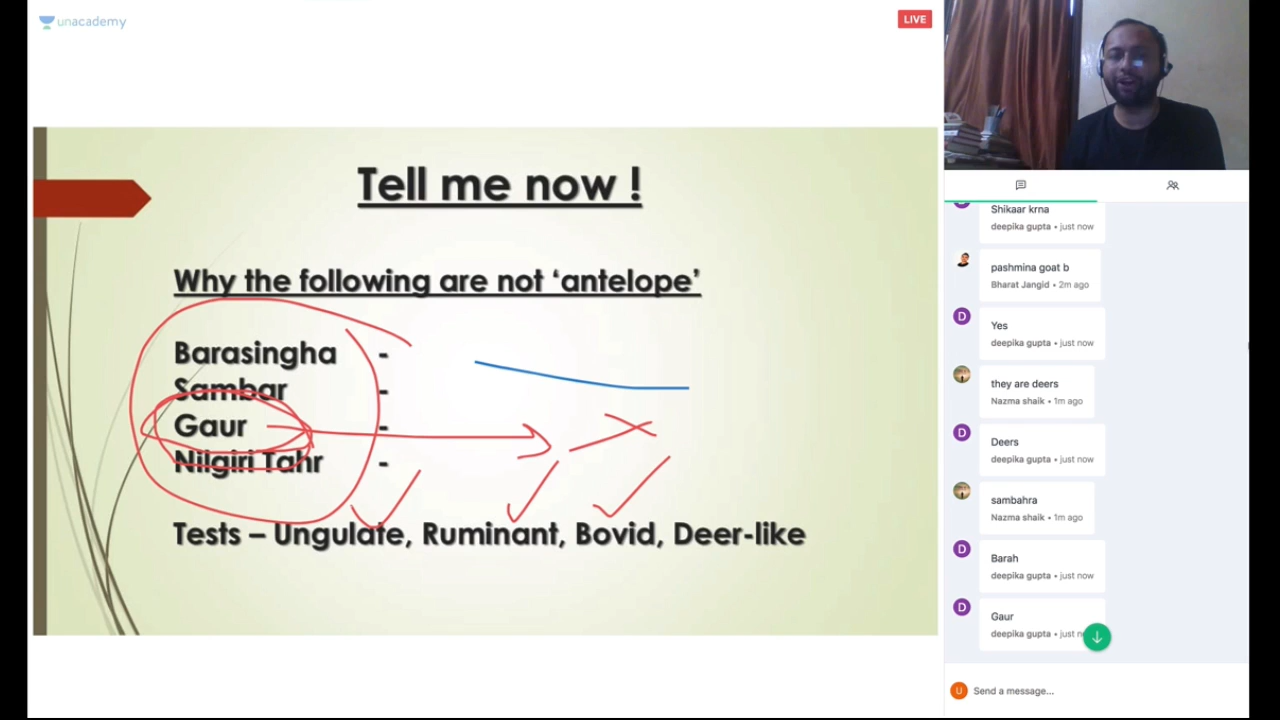 unacademy
LIVE
Tell me now !
Why the following are not ‘antelope’
Barasingha -
Sambar -
Gaur -
Nilgiri Tahr -
Tests – Ungulate, Ruminant, Bovid, Deer-like
D
Shikaar krna
deepika gupta • just now
pashmina goat b
Bharat Jangid • 2m ago
D
Yes
deepika gupta • just now
they are deers
Nazma shaik • 1m ago
D
Deers
deepika gupta • just now
sambahra
Nazma shaik • 1m ago
D
Barah
deepika gupta • just now
D
Gaur
deepika gupta • just n
U
Send a message...